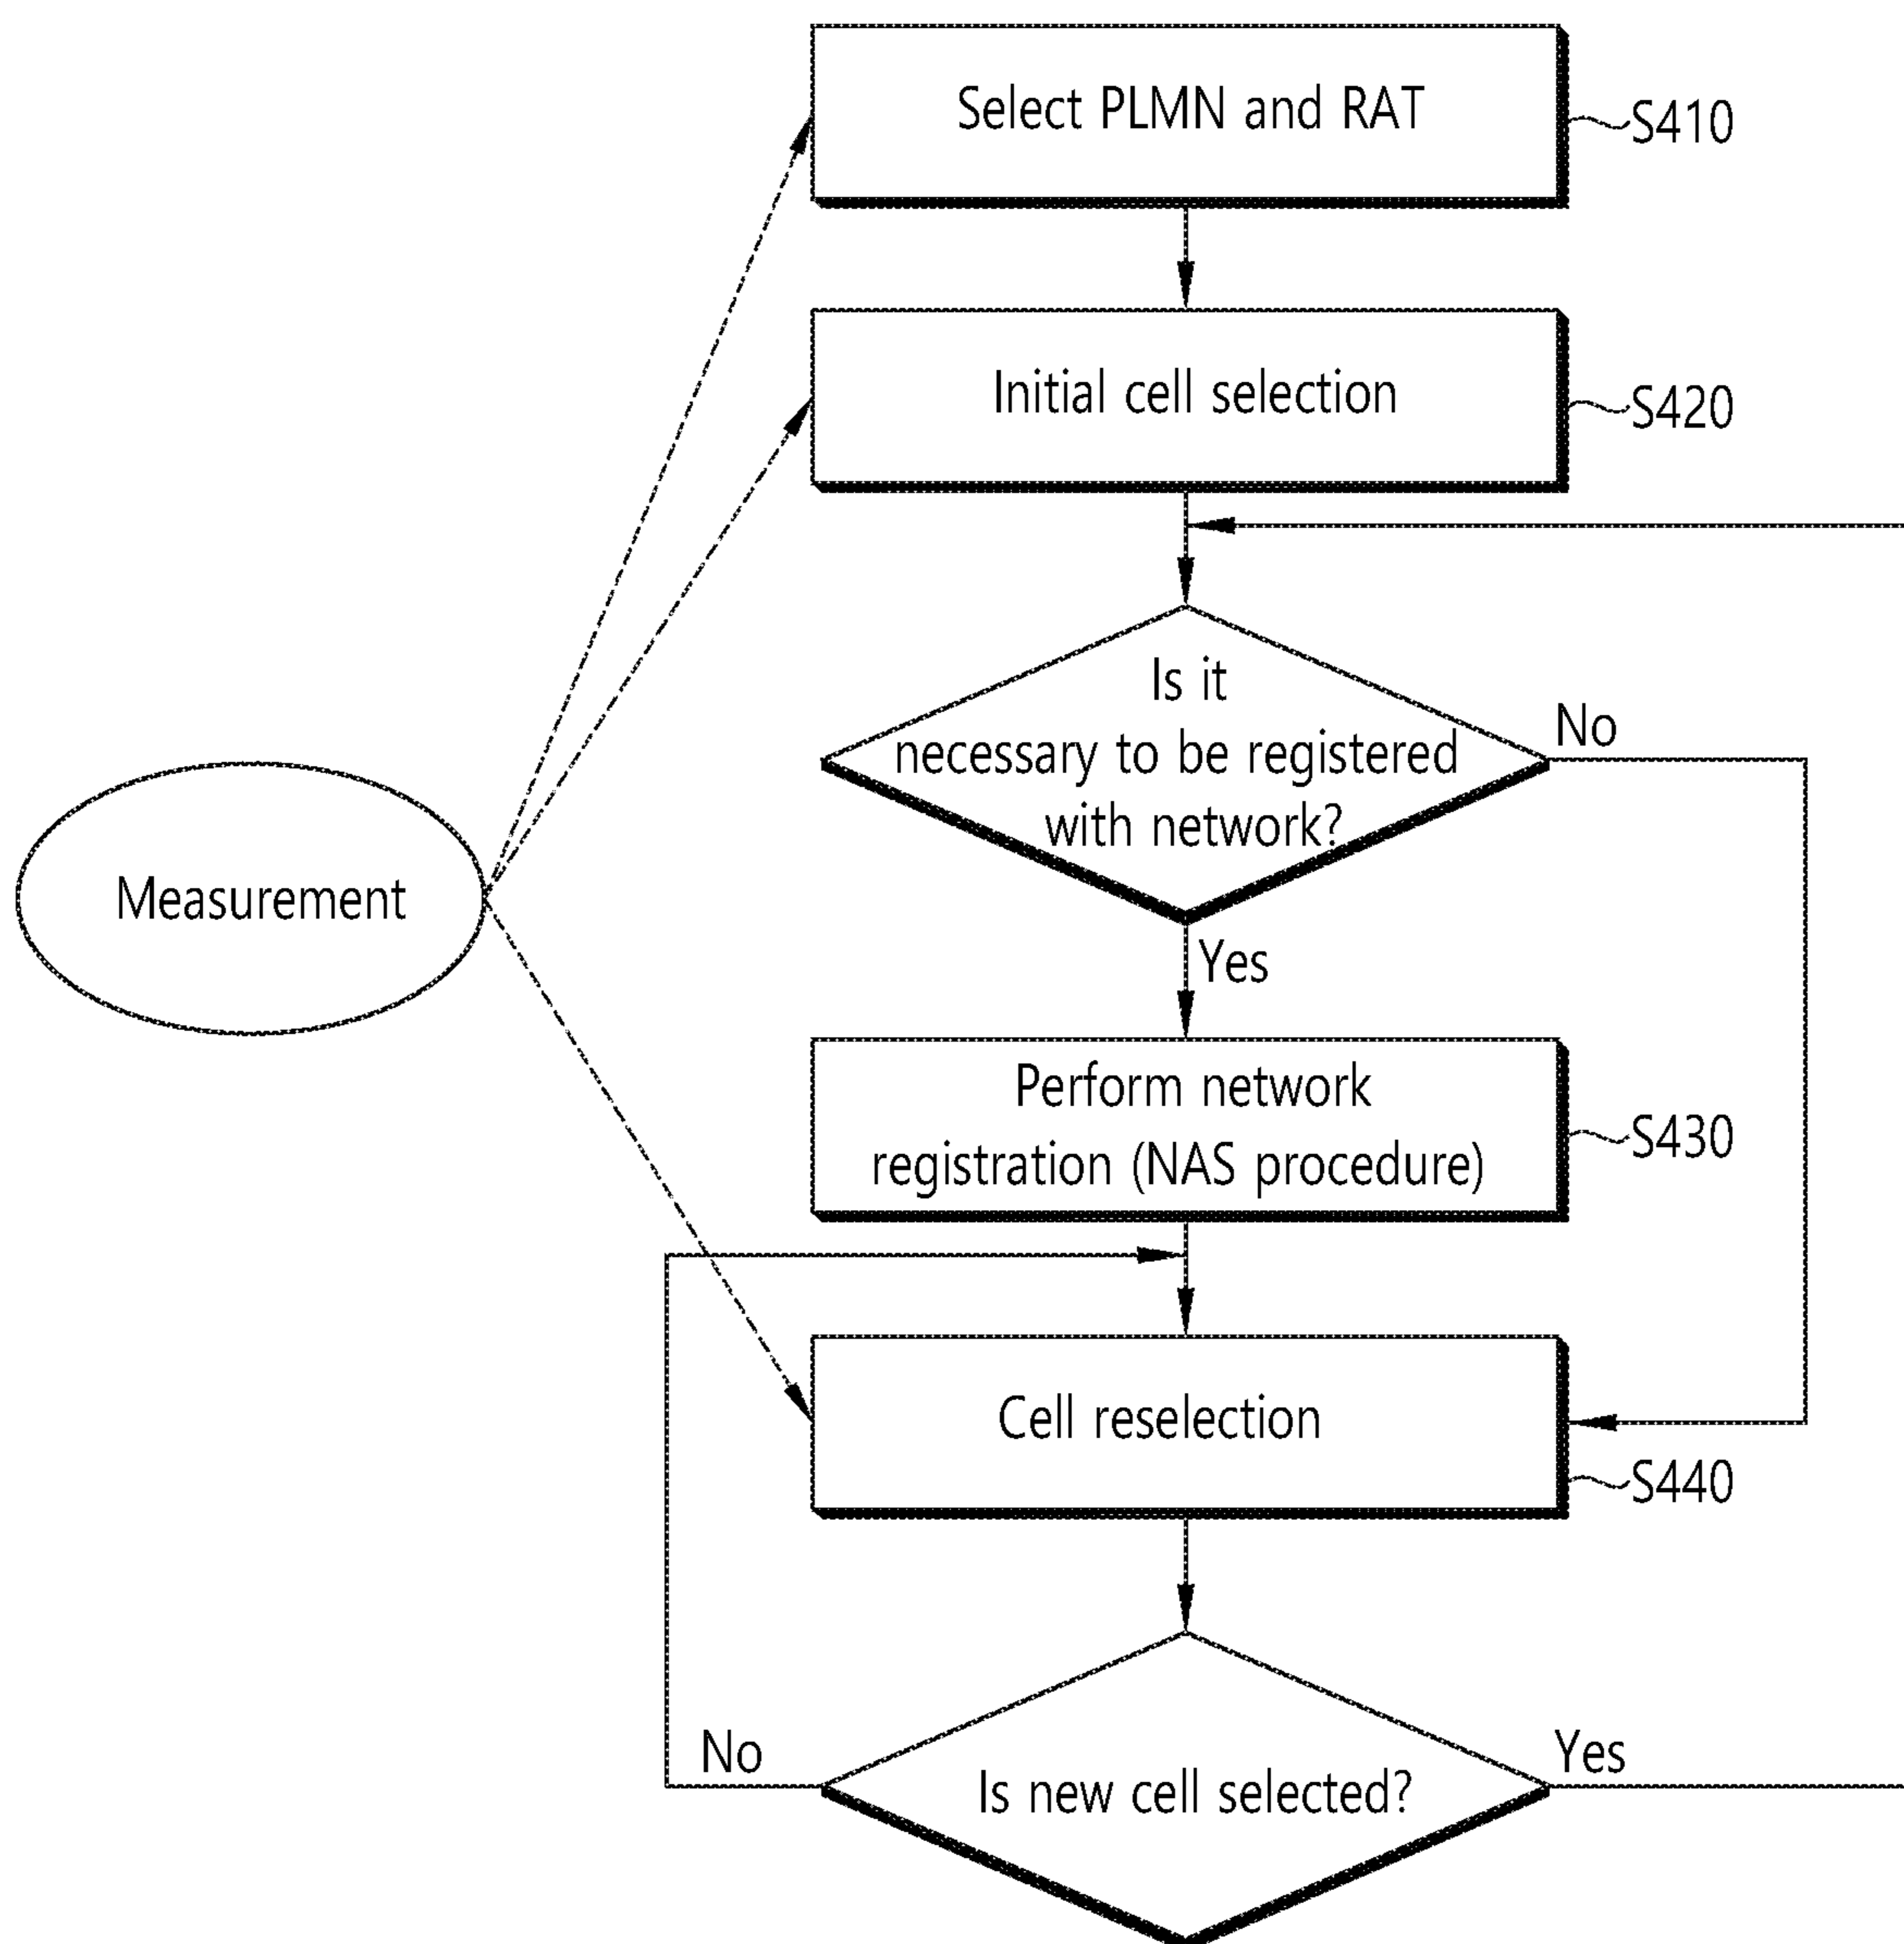 Select PLMN and RAT
S410
Initial cell selection
S420
Is it
necessary to be registered
with network?
No
Yes
Measurement
Perform network
registration (NAS procedure)
S430
Cell reselection
S440
Is new cell selected?
No
Yes